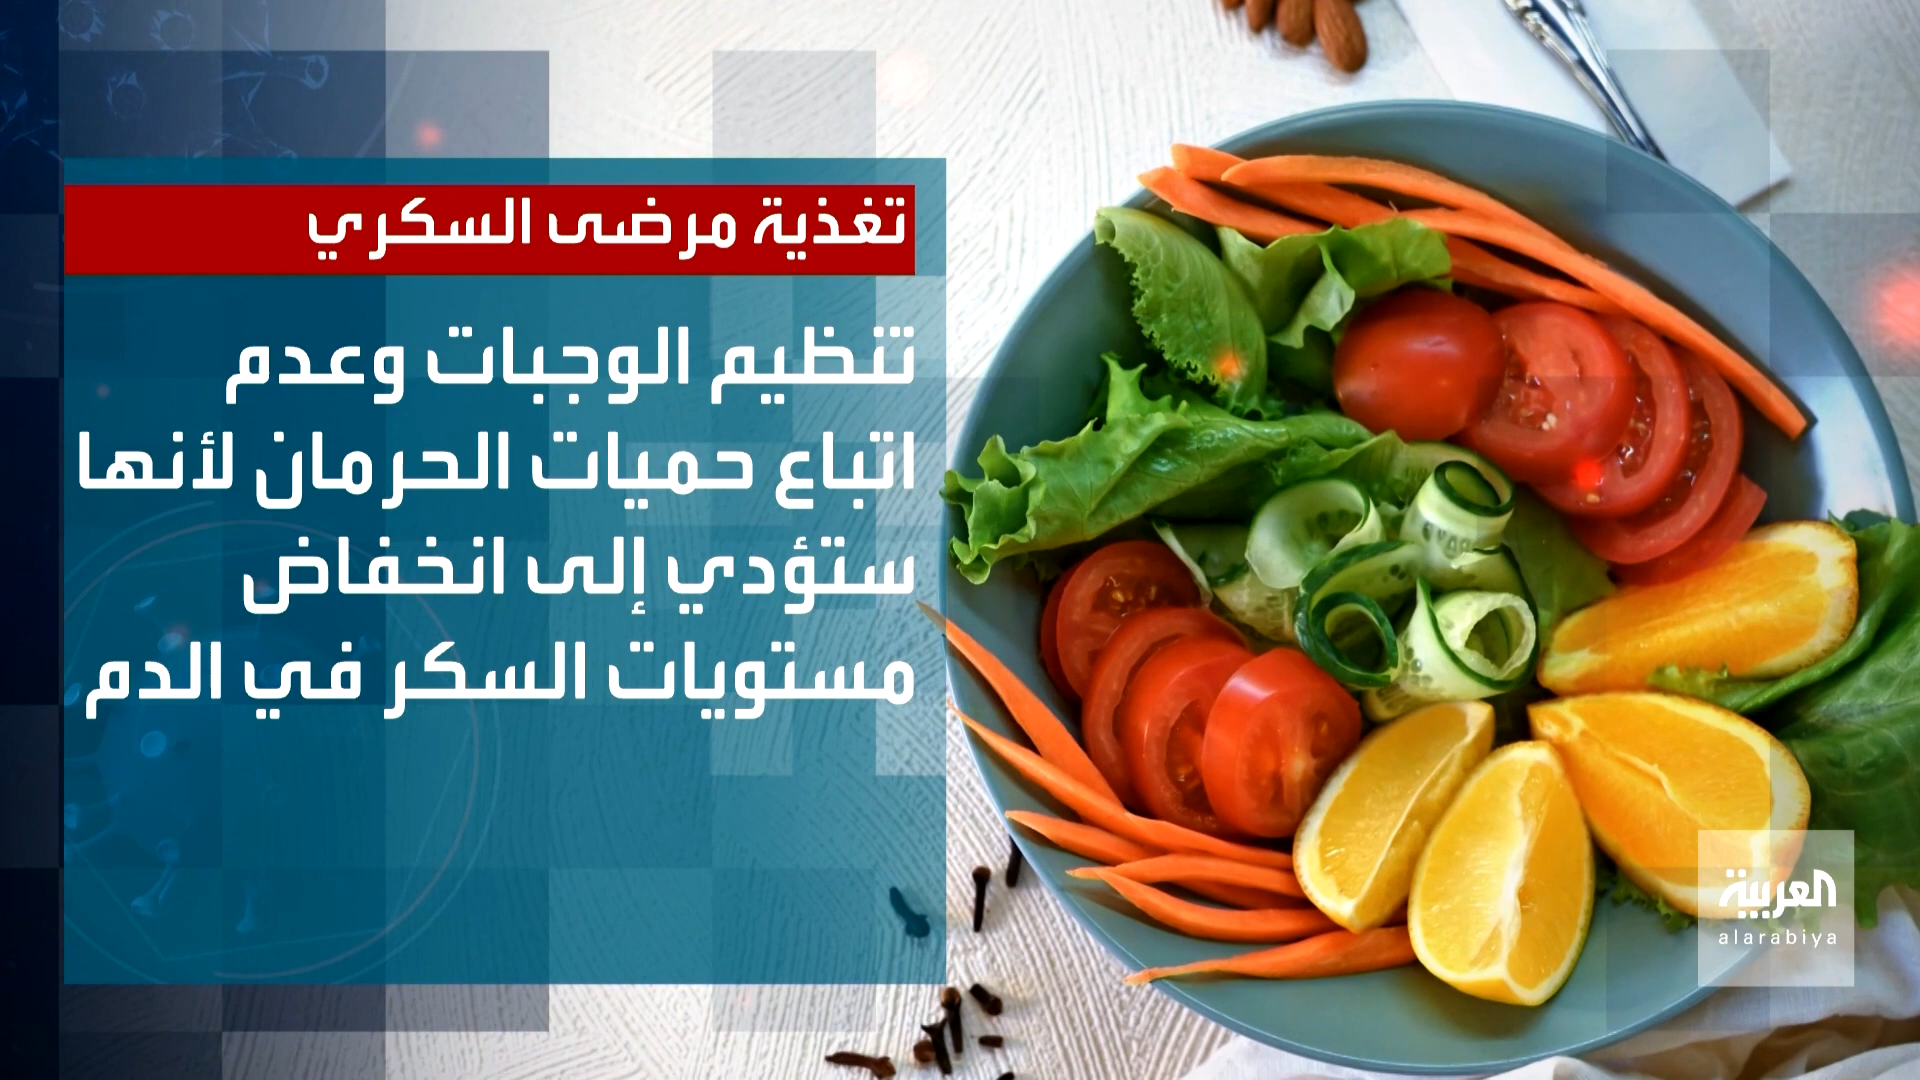 تغذية مرضى السكري
تنظيم الوجبات وعدم
اتباع حميات الحرمان لأنها
ستؤدي إلى انخفاض
مستويات السكر في الدم
العربية
alarabiya